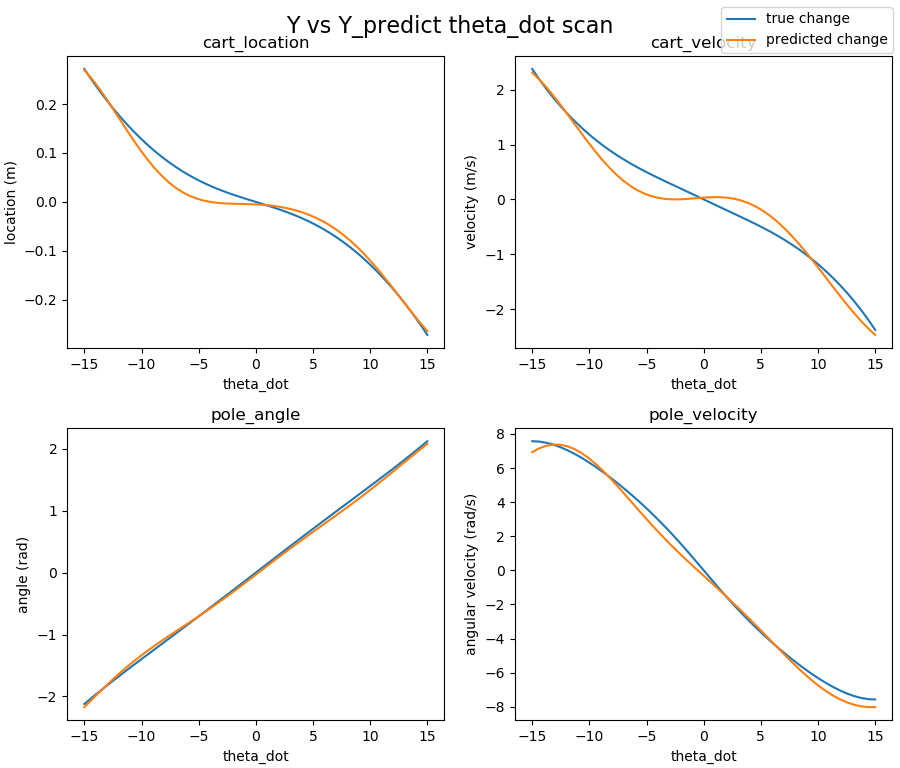 Y vs Y_predict theta_dot scan
true change
predicted change
cart_location
location (m)
0.2
0.1
0.0
−0.1
−0.2
−15 −10 −5 0 5 10 15
theta_dot
cart_velocity
velocity (m/s)
2
1
0
−1
−2
−15 −10 −5 0 5 10 15
theta_dot
pole_angle
angle (rad)
2
1
0
−1
−2
−15 −10 −5 0 5 10 15
theta_dot
pole_velocity
angular velocity (rad/s)
8
6
4
2
0
−2
−4
−6
−8
−15 −10 −5 0 5 10 15
theta_dot